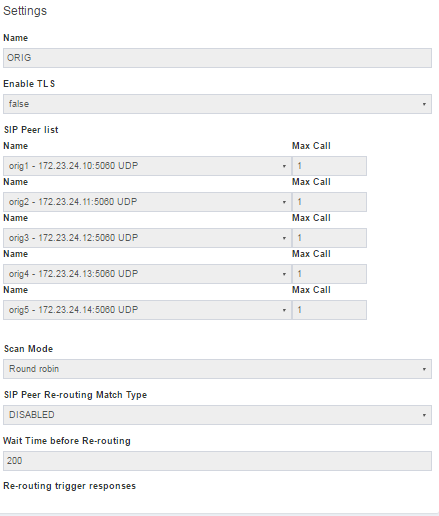 Settings
Name
ORIG
Enable TLS
false
SIP Peer list
Name Max Call
orig1 - 172.23.24.10:5060 UDP 1
Name Max Call
orig2 - 172.23.24.11:5060 UDP 1
Name Max Call
orig3 - 172.23.24.12:5060 UDP 1
Name Max Call
orig4 - 172.23.24.13:5060 UDP 1
Name Max Call
orig5 - 172.23.24.14:5060 UDP 1
Scan Mode
Round robin
SIP Peer Re-routing Match Type
DISABLED
Wait Time before Re-routing
200
Re-routing trigger responses